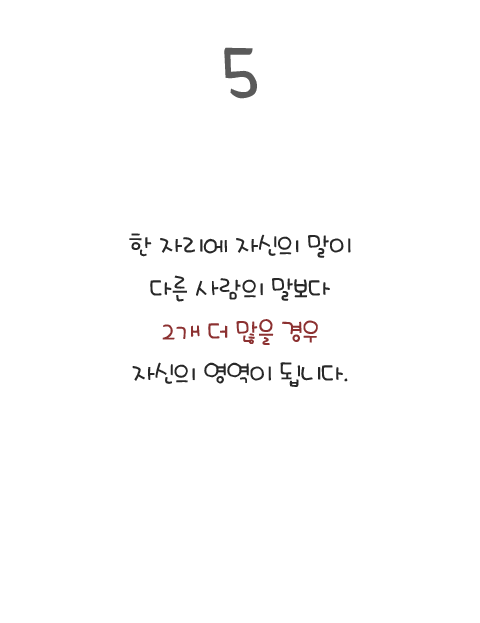 5
한 자리에 자신의 말이
다른 사람의 말보다
2개 더 많을 경우
자신의 영역이 됩니다.